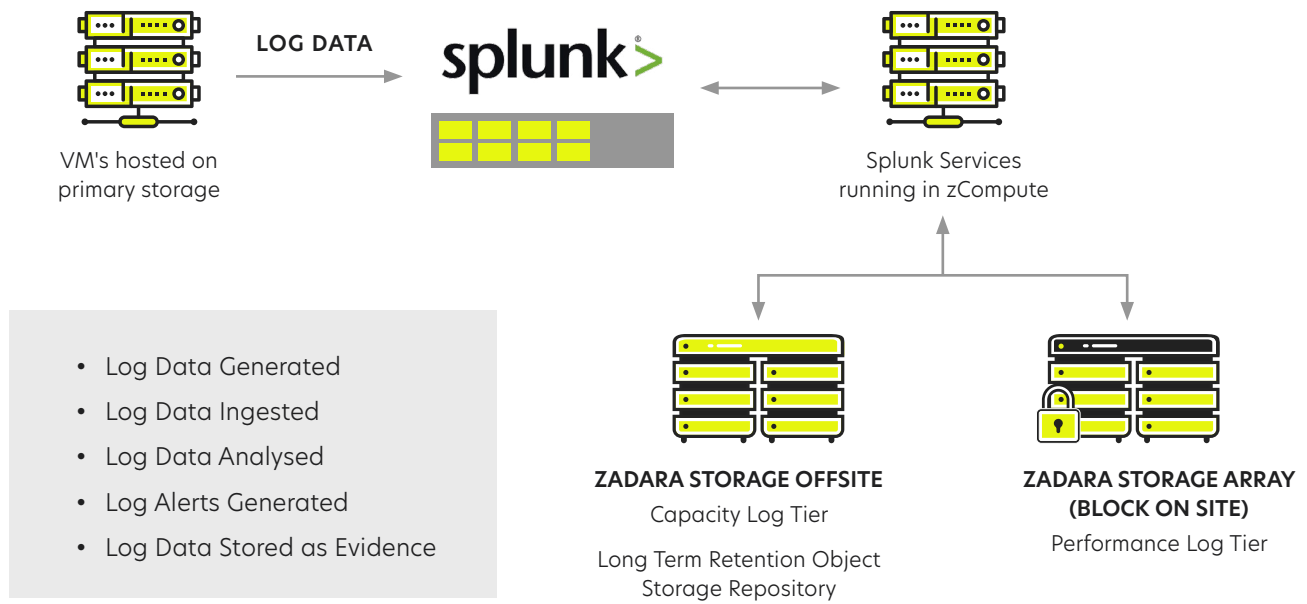 LOG DATA
splunk>®
VM's hosted on
primary storage
Splunk Services
running in zCompute
• Log Data Generated
• Log Data Ingested
• Log Data Analysed
• Log Alerts Generated
• Log Data Stored as Evidence
ZADARA STORAGE OFFSITE
Capacity Log Tier
Long Term Retention Object
Storage Repository
ZADARA STORAGE ARRAY
(BLOCK ON SITE)
Performance Log Tier